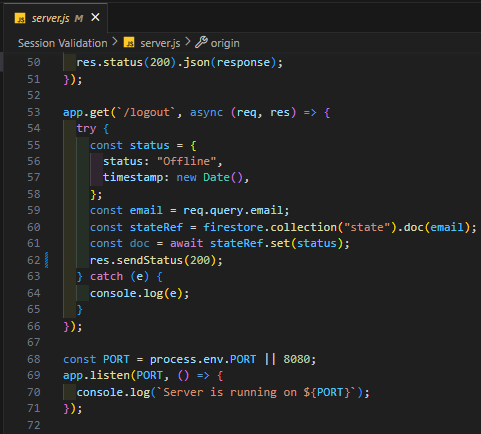 JS server.js M ×
Session Validation > JS server.js > origin
50 res.status(200).json(response);
51 });
52
53 app.get(`/logout`, async (req, res) => {
54 try {
55 const status = {
56 status: "Offline",
57 timestamp: new Date(),
58 };
59 const email = req.query.email;
60 const stateRef = firestore.collection("state").doc(email);
61 const doc = await stateRef.set(status);
62 res.sendStatus(200);
63 } catch (e) {
64 console.log(e);
65 }
66 });
67
68 const PORT = process.env.PORT || 8080;
69 app.listen(PORT, () => {
70 console.log(`Server is running on ${PORT}`);
71 });
72